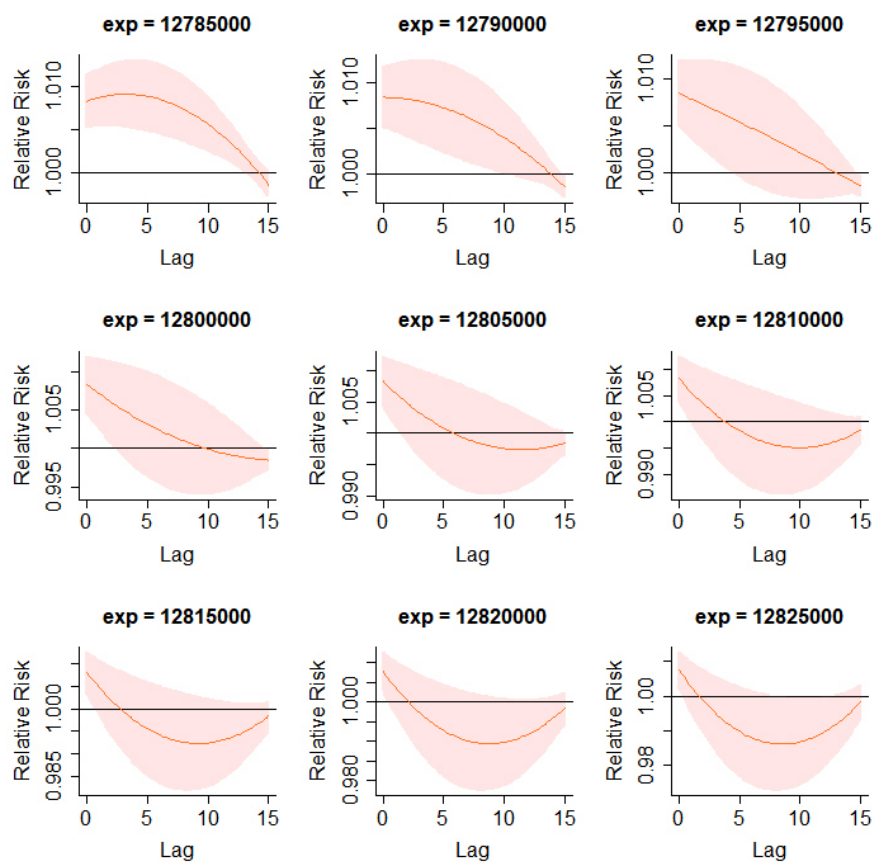 exp = 12785000
exp = 12790000
exp = 12795000
Relative Risk
1.000
1.010
0 5 10 15
Lag
Relative Risk
1.000
1.010
0 5 10 15
Lag
Relative Risk
1.000
1.010
0 5 10 15
Lag
exp = 12800000
exp = 12805000
exp = 12810000
Relative Risk
0.995
1.005
0 5 10 15
Lag
Relative Risk
0.990
1.005
0 5 10 15
Lag
Relative Risk
0.990
1.005
0 5 10 15
Lag
exp = 12815000
exp = 12820000
exp = 12825000
Relative Risk
0.985
1.000
0 5 10 15
Lag
Relative Risk
0.980
1.000
0 5 10 15
Lag
Relative Risk
0.98
1.00
0 5 10 15
Lag